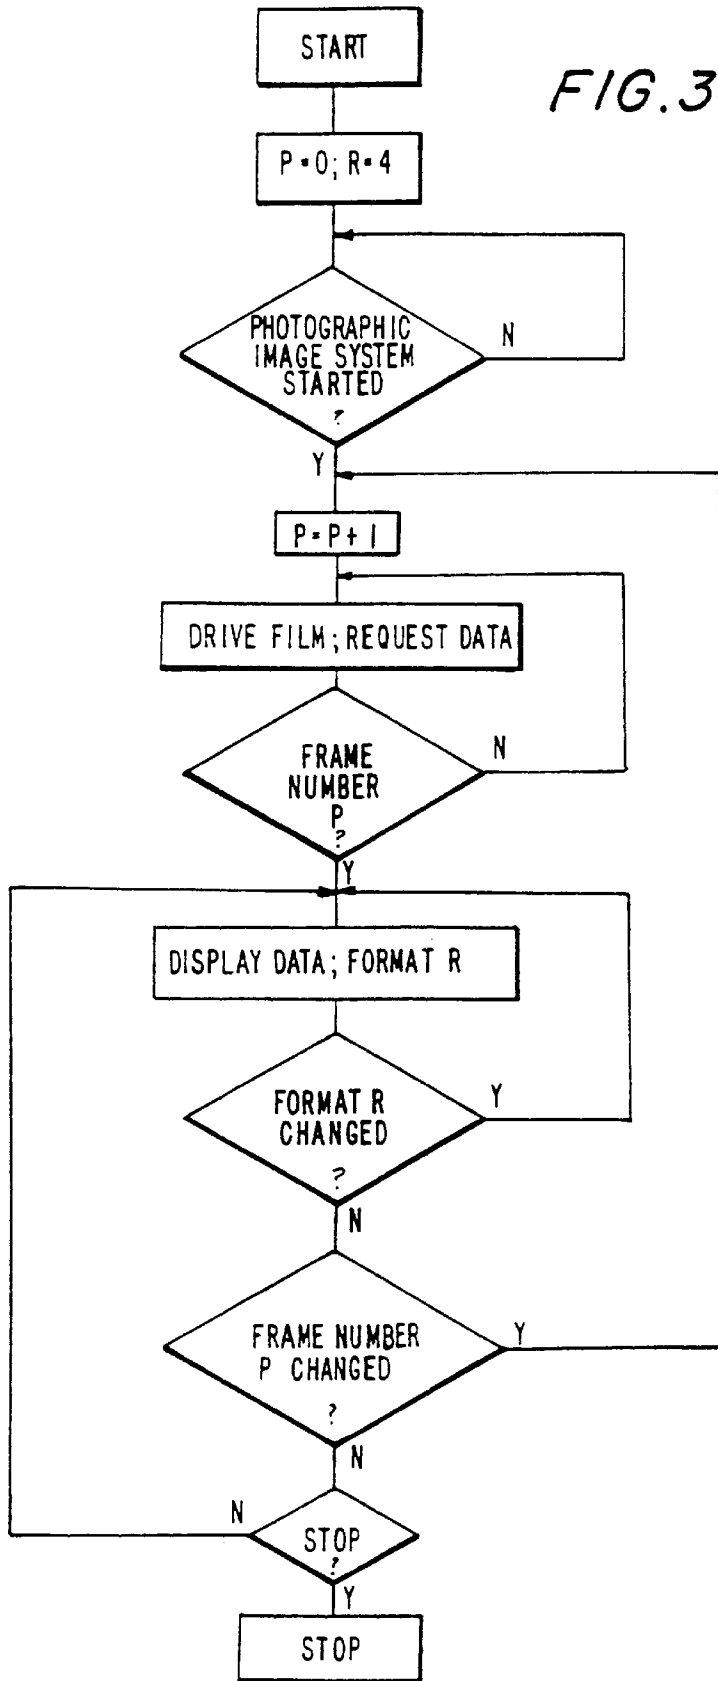 START
FIG.3
P=0; R=4
PHOTOGRAPHIC
IMAGE SYSTEM
STARTED
?
N
Y
P=P+1
DRIVE FILM; REQUEST DATA
FRAME
NUMBER
P
?
N
Y
DISPLAY DATA; FORMAT R
FORMAT R
CHANGED
?
Y
N
FRAME NUMBER
P CHANGED
?
Y
N
N
STOP
?
Y
STOP